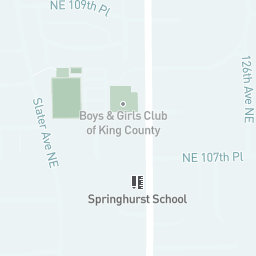 NE 109th Pl
126th Ave NE
Slater Ave NE
Boys & Girls Club
of King County
NE 107th Pl
Springhurst School